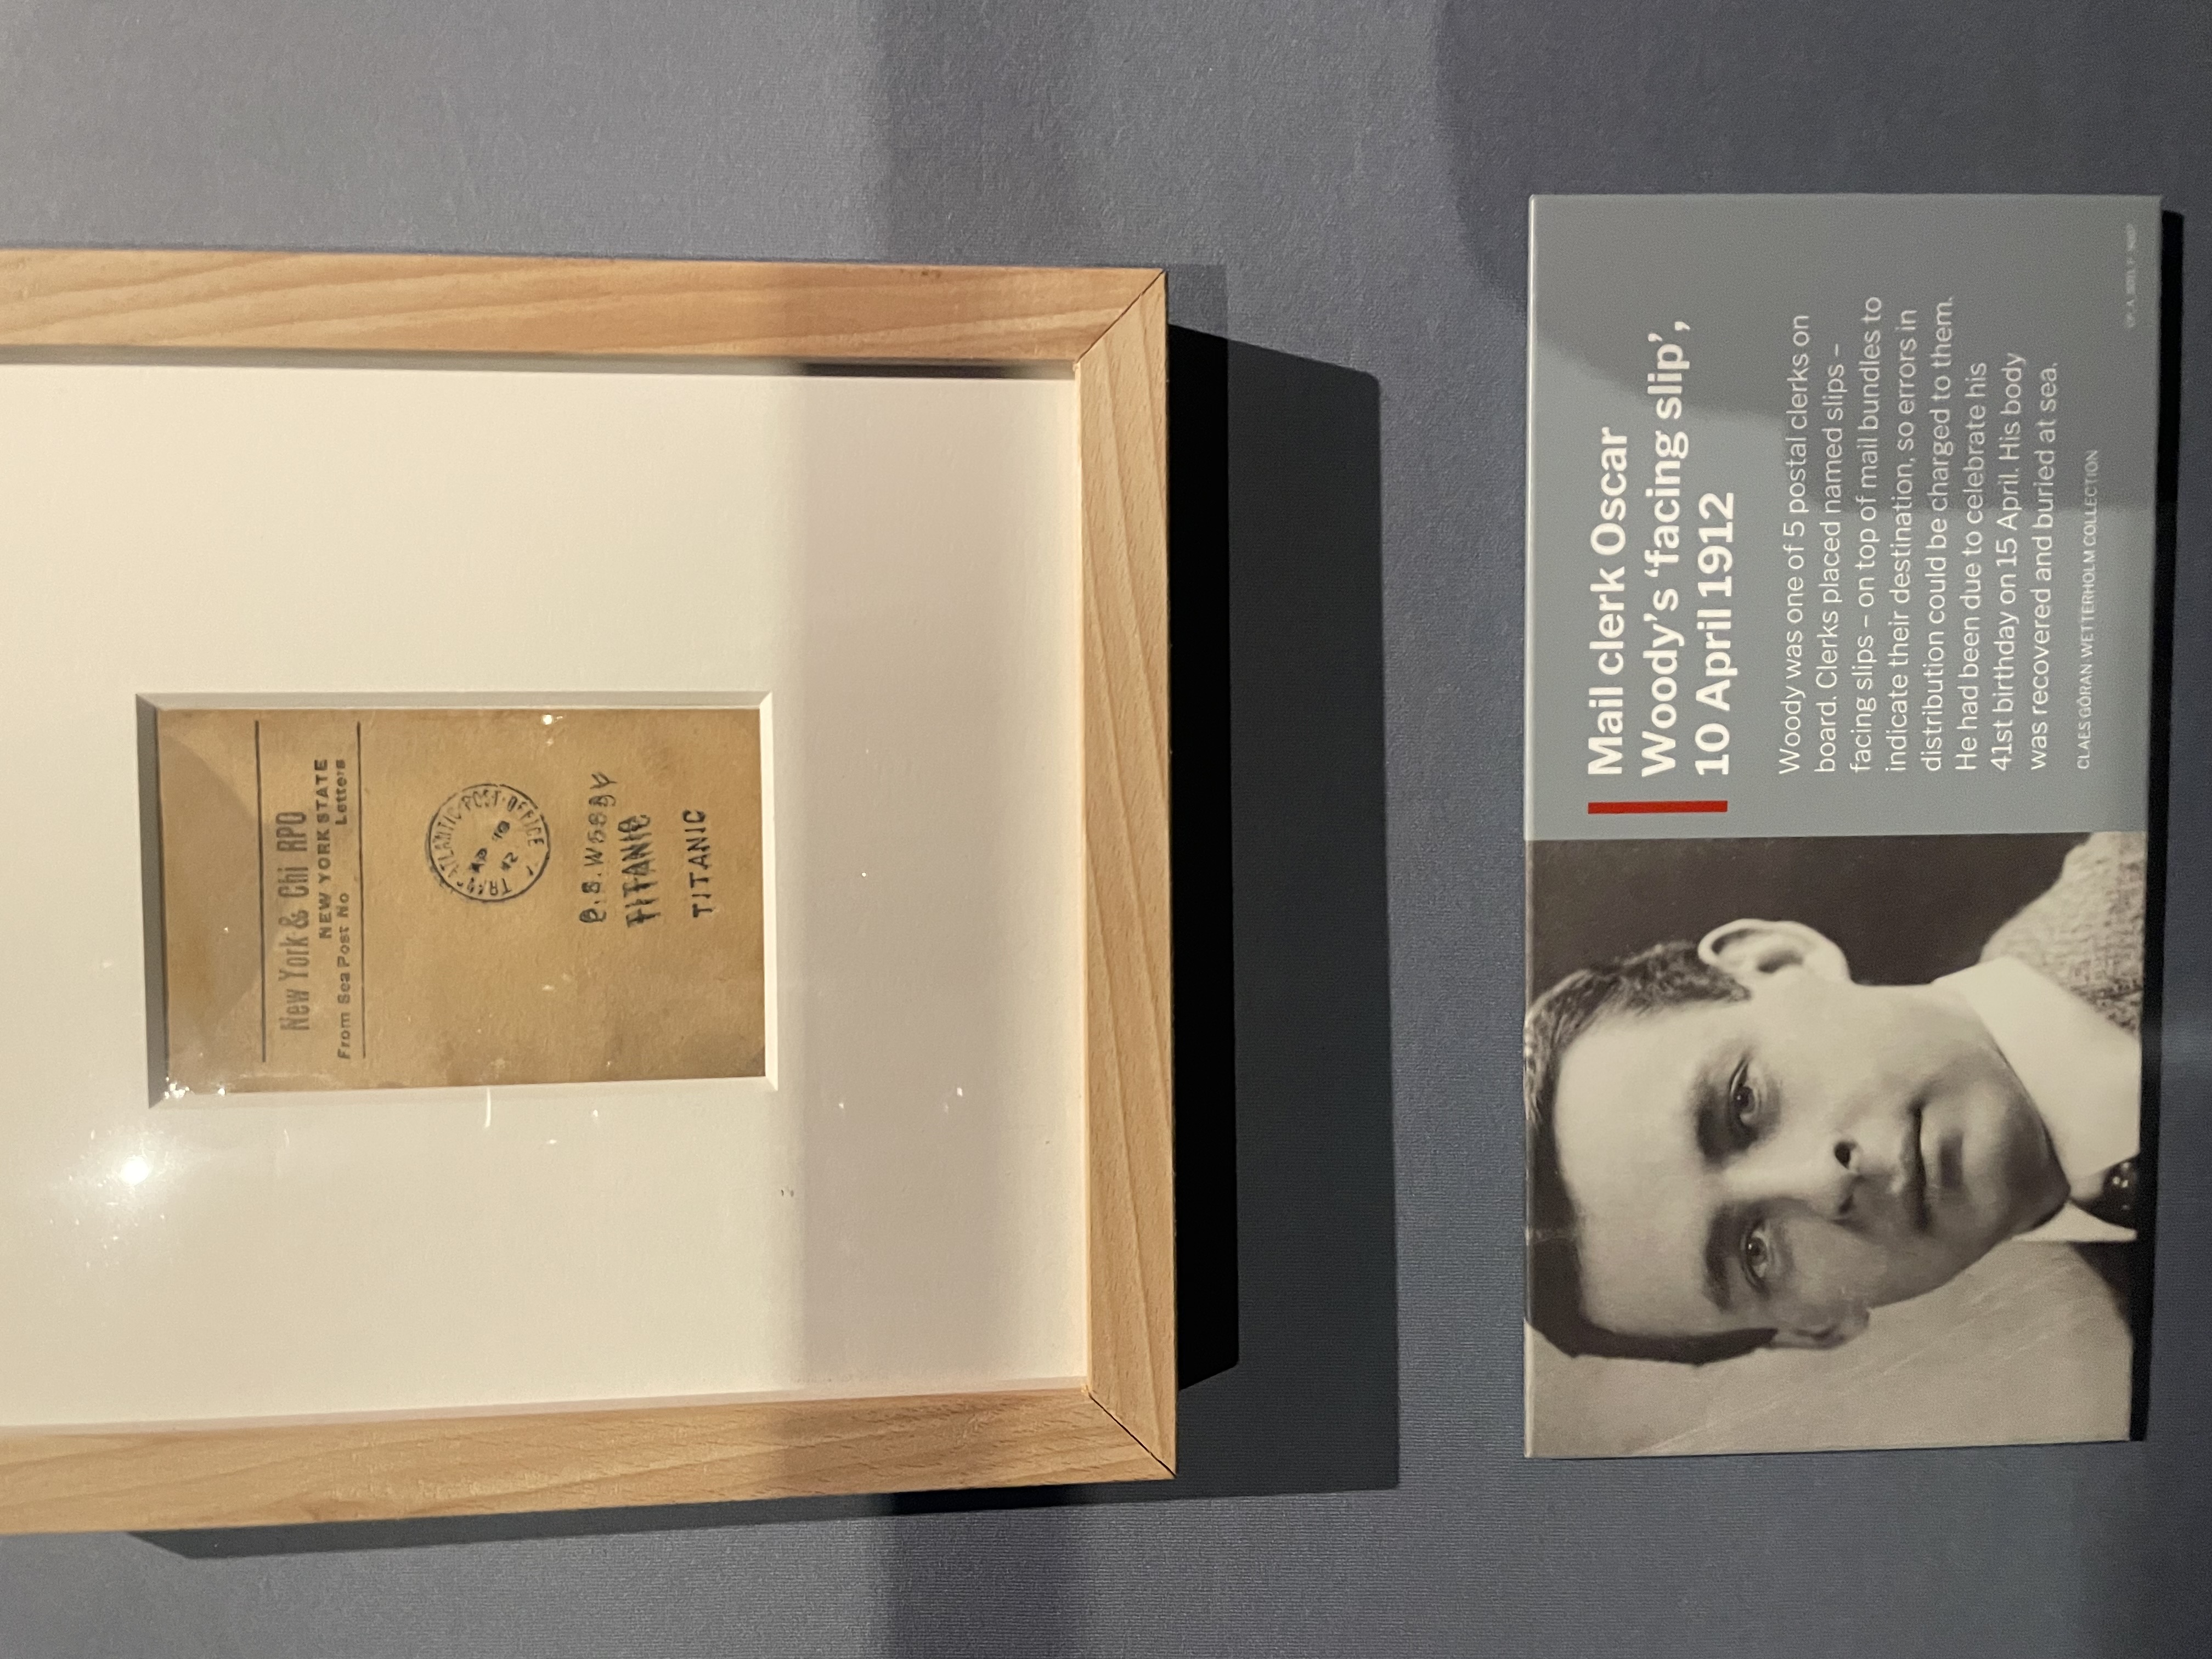 New York & Chi RPO
NEW YORK STATE
From Sea Post No Letters
TRANSATLANTIC POST OFFICE
AP 10
12
7
O.S.WOODY
TITANIC
TITANIC
Mail clerk Oscar
Woody's 'facing slip',
10 April 1912
Woody was one of 5 postal clerks on
board. Clerks placed named slips –
facing slips – on top of mail bundles to
indicate their destination, so errors in
distribution could be charged to them.
He had been due to celebrate his
41st birthday on 15 April. His body
was recovered and buried at sea.
CLAES GÖRAN WETTERHOLM COLLECTION